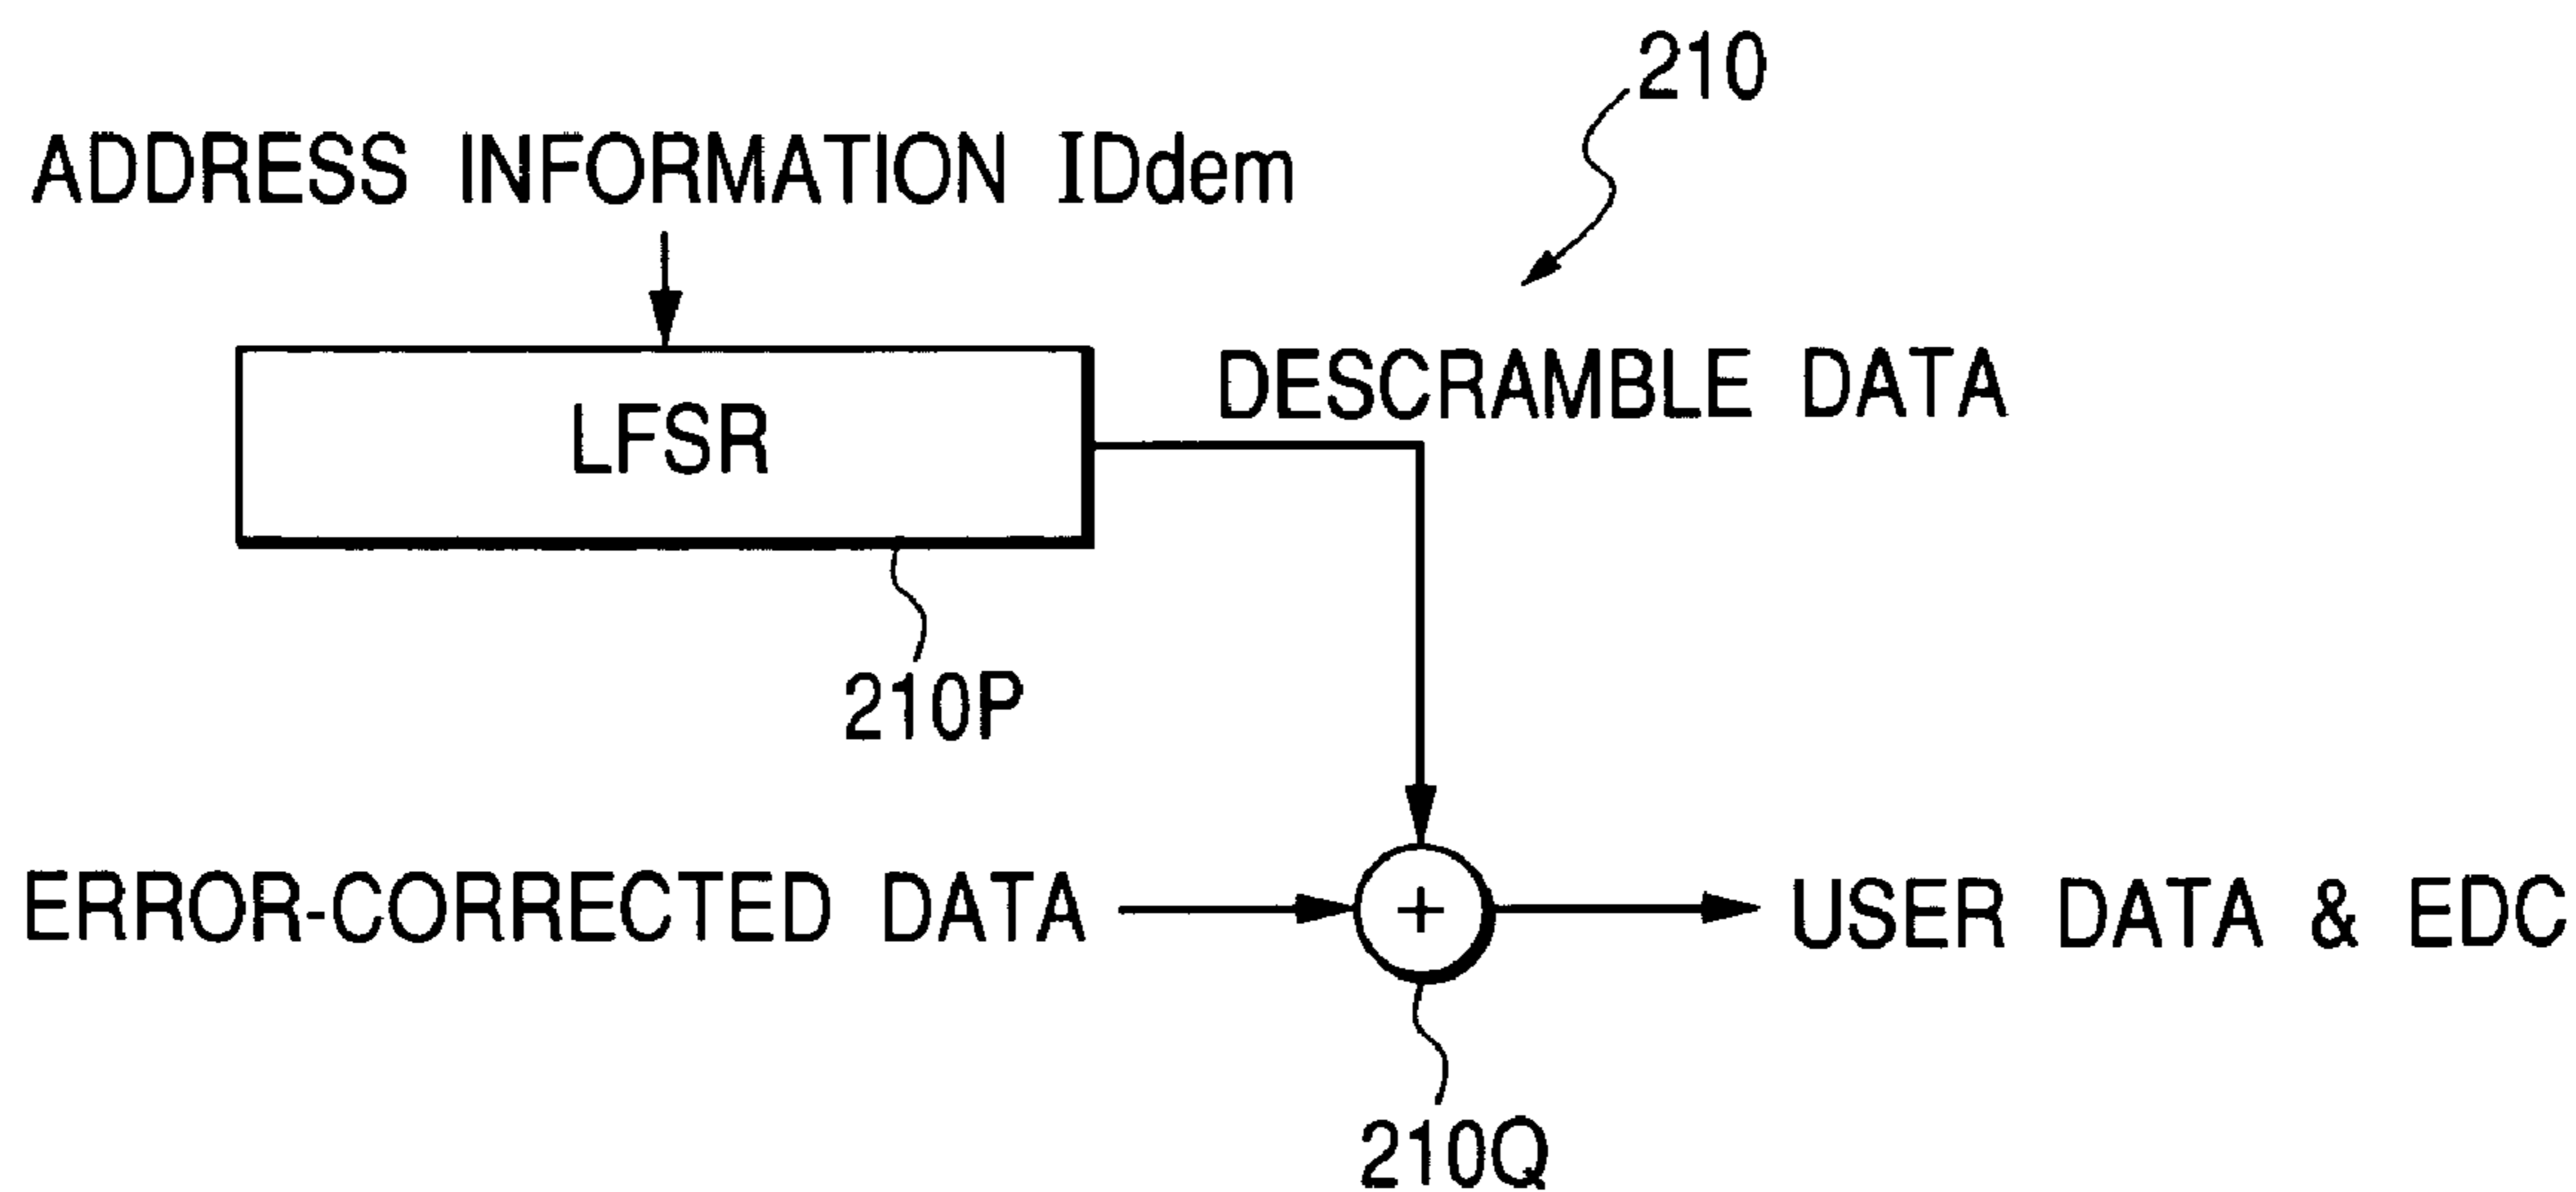 210
ADDRESS INFORMATION IDdem
DESCRAMBLE DATA
LFSR
210P
ERROR-CORRECTED DATA
+
USER DATA & EDC
210Q